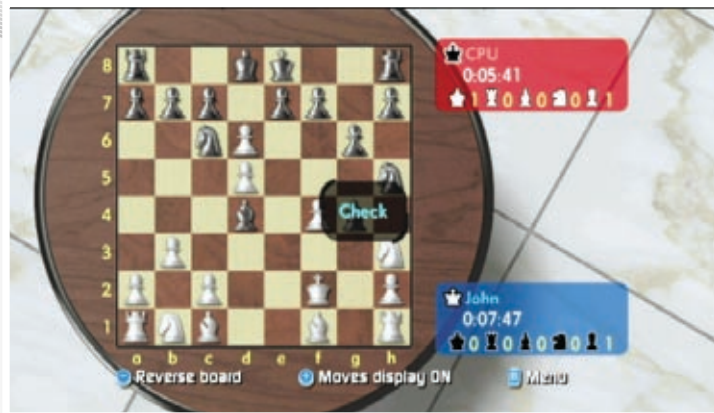 8
CPU
0:05:41
7
1 0 0 0 1
6
5
4
Check
3
2
John
0:07:47
1
0 0 0 0 1
a b c d e f g h
Reverse board
Moves display ON
Menu